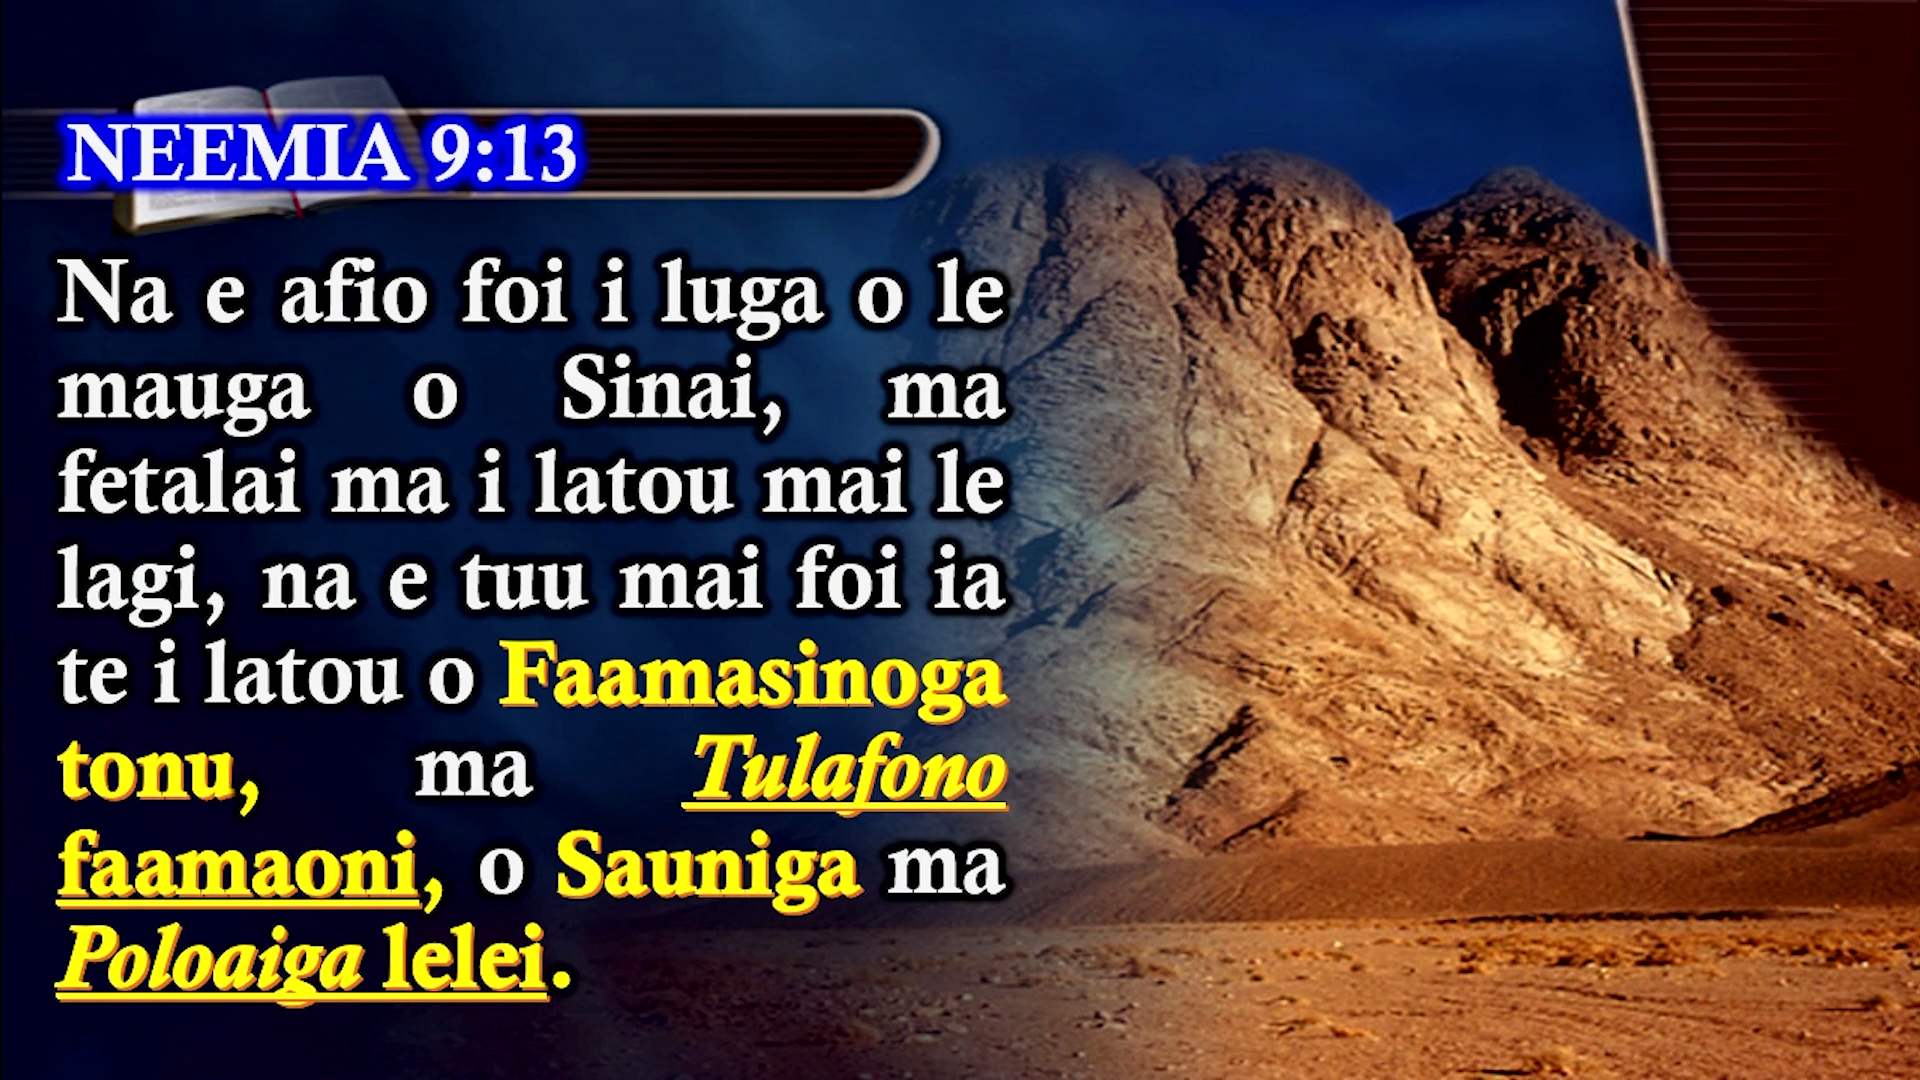 NEEMIA 9:13
Na e afio foi i luga o le
mauga o Sinai, ma
fetalai ma i latou mai le
lagi, na e tuu mai foi ia
te i latou o Faamasinoga
tonu, ma Tulafono
faamaoni, o Sauniga ma
Poloaiga lelei.